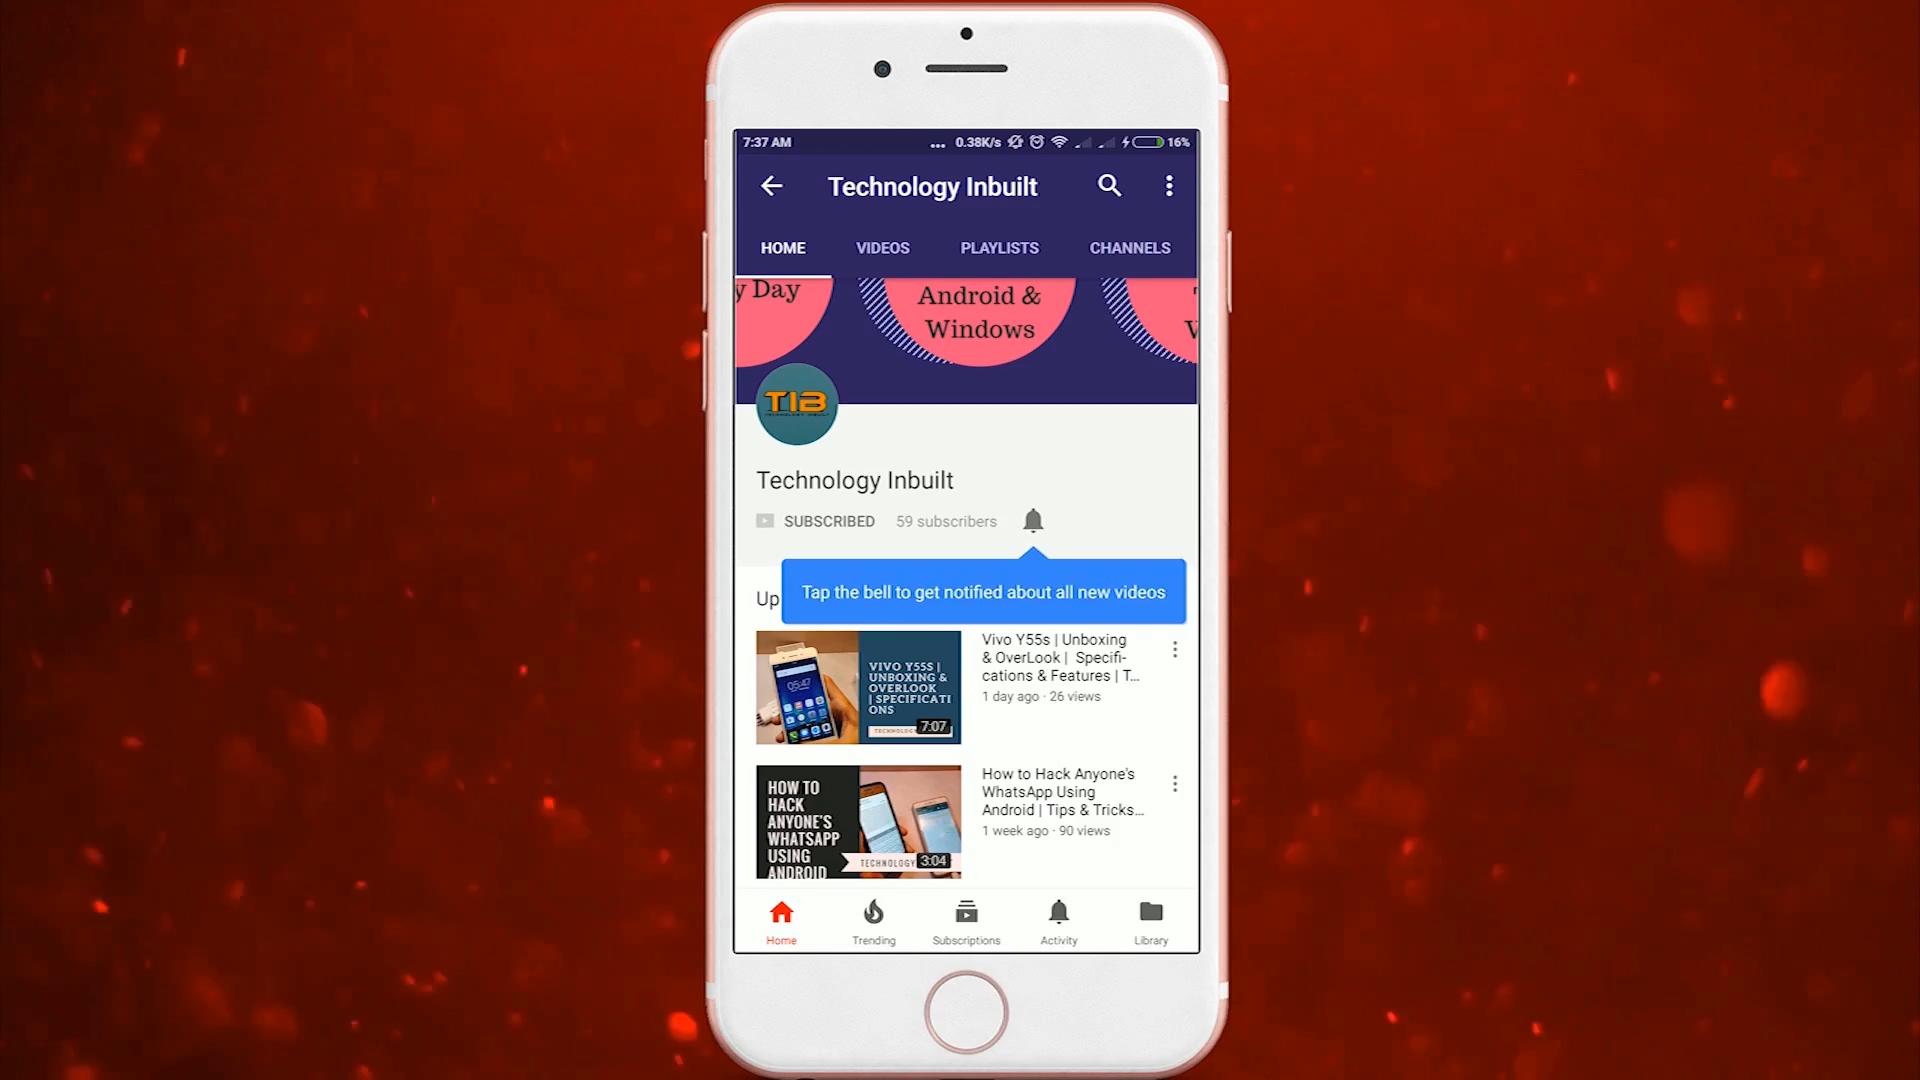 7:37 AM ... 0.38K/s 16%
Technology Inbuilt
HOME VIDEOS PLAYLISTS CHANNELS
y Day
Android &
Windows
V
TIB
TECHNOLOGY INBUILT
Technology Inbuilt
SUBSCRIBED 59 subscribers
Tap the bell to get notified about all new videos
Up
VIVO Y55S |
UNBOXING &
OVERLOOK
| SPECIFICATI
ONS
TECHNOLOG
7:07
Vivo Y55s | Unboxing
& OverLook | Specifi-
cations & Features | T...
1 day ago · 26 views
HOW TO
HACK
ANYONE'S
WHATSAPP
USING
ANDROID
TECHNOLOGY
3:04
How to Hack Anyone's
WhatsApp Using
Android | Tips & Tricks...
1 week ago · 90 views
Home Trending Subscriptions Activity Library